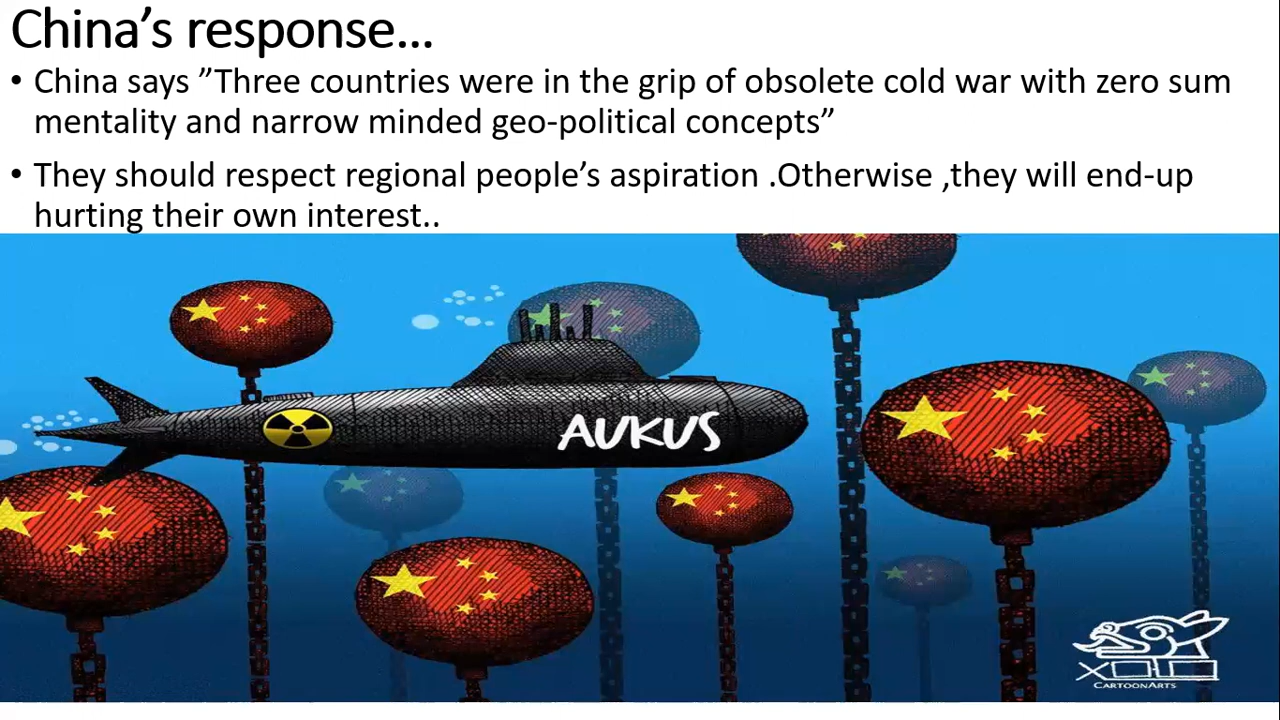 China’s response...
• China says ”Three countries were in the grip of obsolete cold war with zero sum
mentality and narrow minded geo-political concepts”
• They should respect regional people’s aspiration .Otherwise ,they will end-up
hurting their own interest..
AUKUS
CARTOONARTS